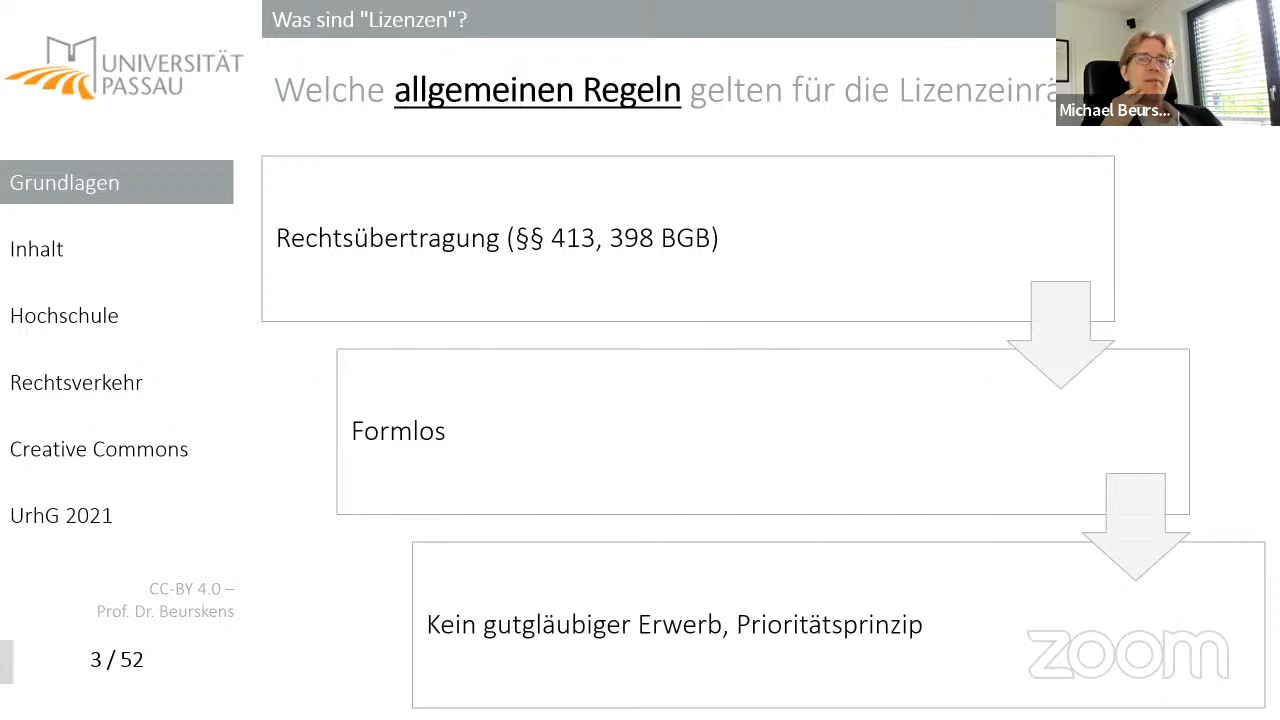 Was sind "Lizenzen"?
UNIVERSITÄT
PASSAU
Welche allgemeinen Regeln gelten für die Lizenzeinrä
Michael Beurs...
Grundlagen
Inhalt
Hochschule
Rechtsverkehr
Creative Commons
UrhG 2021
CC-BY 4.0 –
Prof. Dr. Beurskens
3 / 52
Rechtsübertragung (§§ 413, 398 BGB)
Formlos
Kein gutgläubiger Erwerb, Prioritätsprinzip
zoom